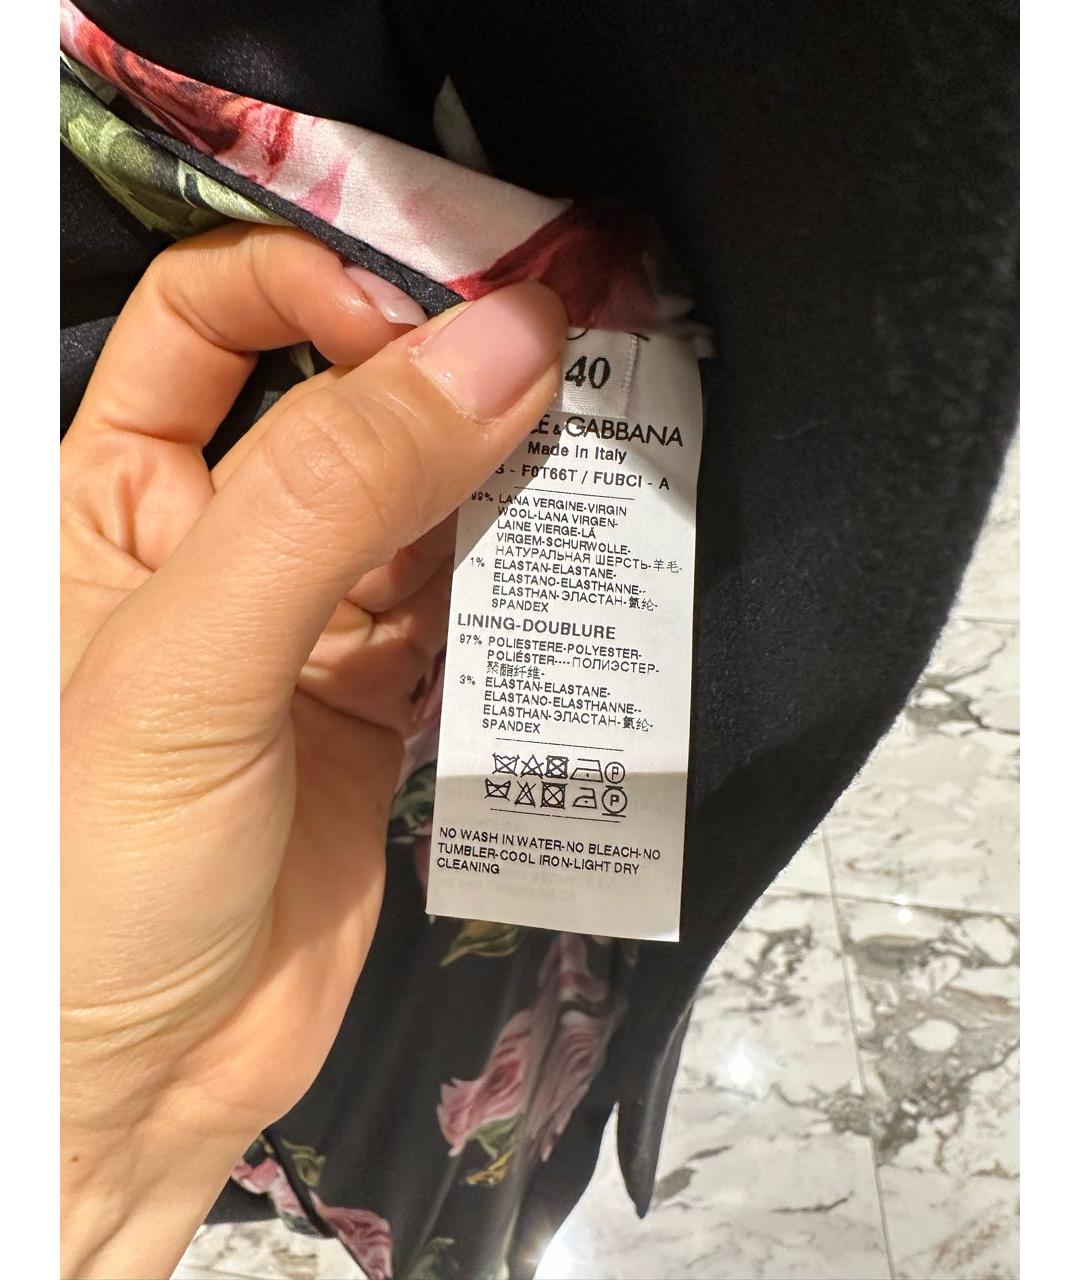 40
& GABBANA
Made in Italy
- F0T66T / FUBCI - A
99% LANA VERGINE-VIRGIN
WOOL-LANA VIRGEN-
LAINE VIERGE-LÁ
VIRGEM-SCHURWOLLE-
НАТУРАЛЬНАЯ ШЕРСТЬ-羊毛-
1% ELASTAN-ELASTANE-
ELASTANO-ELASTHANNE--
ELASTHAN-ЭЛАСТАН-氨纶-
SPANDEX
LINING-DOUBLURE
97% POLIESTERE-POLYESTER-
POLIÉSTER----ПОЛИЭСТЕР-
聚酯纤维-
3% ELASTAN-ELASTANE-
ELASTANO-ELASTHANNE--
ELASTHAN-ЭЛАСТАН-氨纶-
SPANDEX
P
P
NO WASH IN WATER-NO BLEACH-NO
TUMBLER-COOL IRON-LIGHT DRY
CLEANING